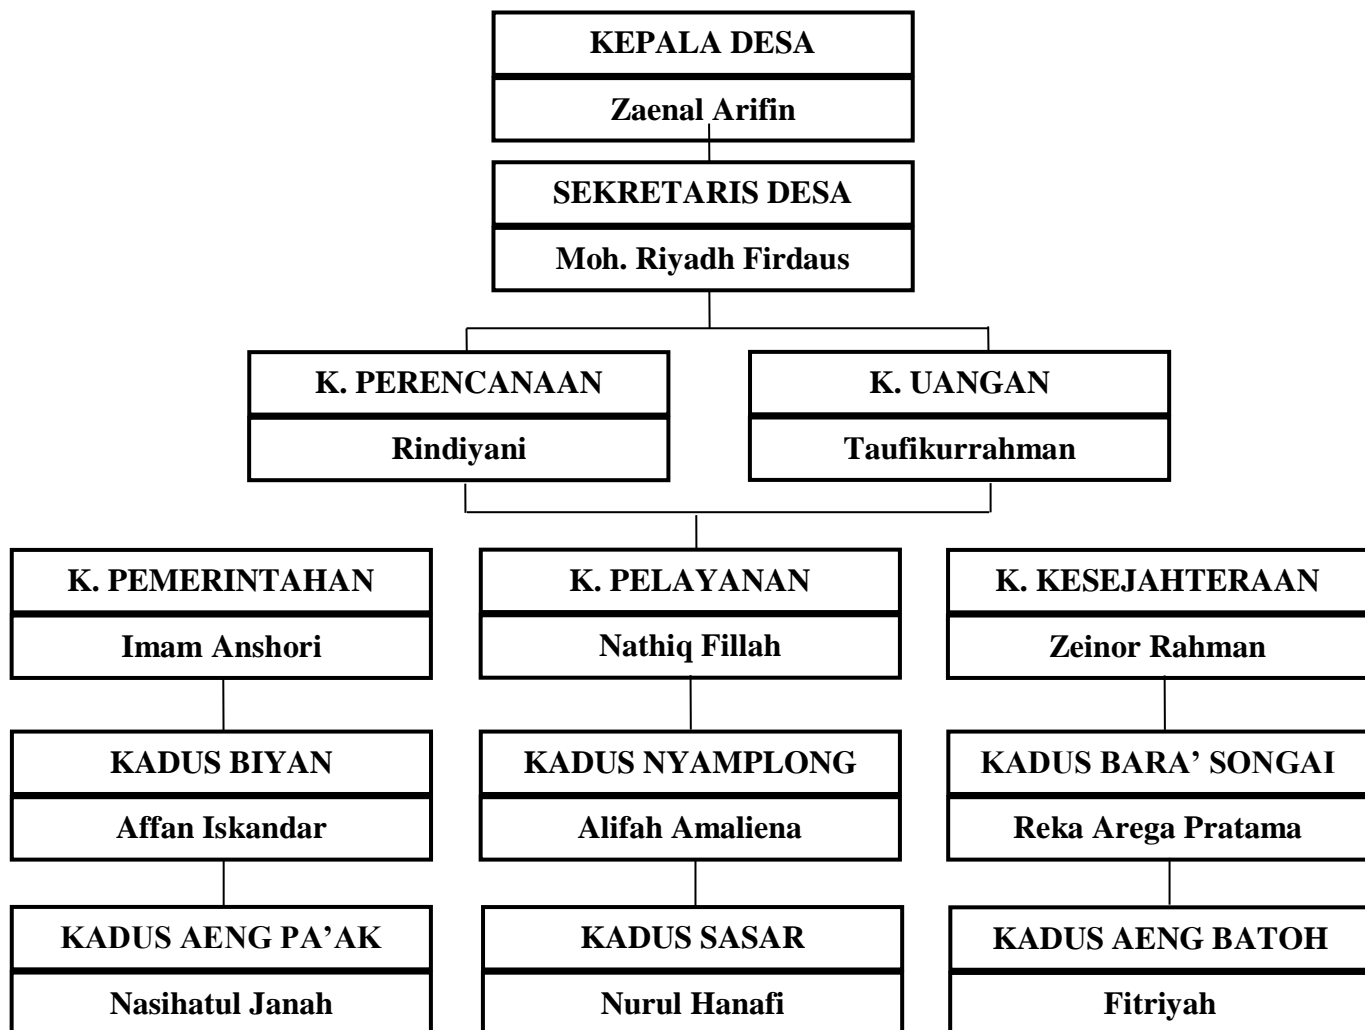 KEPALA DESA
Zaenal Arifin
SEKRETARIS DESA
Moh. Riyadh Firdaus
K. PERENCANAAN
Rindiyani
K. UANGAN
Taufikurrahman
K. PEMERINTAHAN
Imam Anshori
K. PELAYANAN
Nathiq Fillah
K. KESEJAHTERAAN
Zeinor Rahman
KADUS BIYAN
Affan Iskandar
KADUS NYAMPLONG
Alifah Amaliena
KADUS BARA’ SONGAI
Reka Arega Pratama
KADUS AENG PA’AK
Nasihatul Janah
KADUS SASAR
Nurul Hanafi
KADUS AENG BATOH
Fitriyah